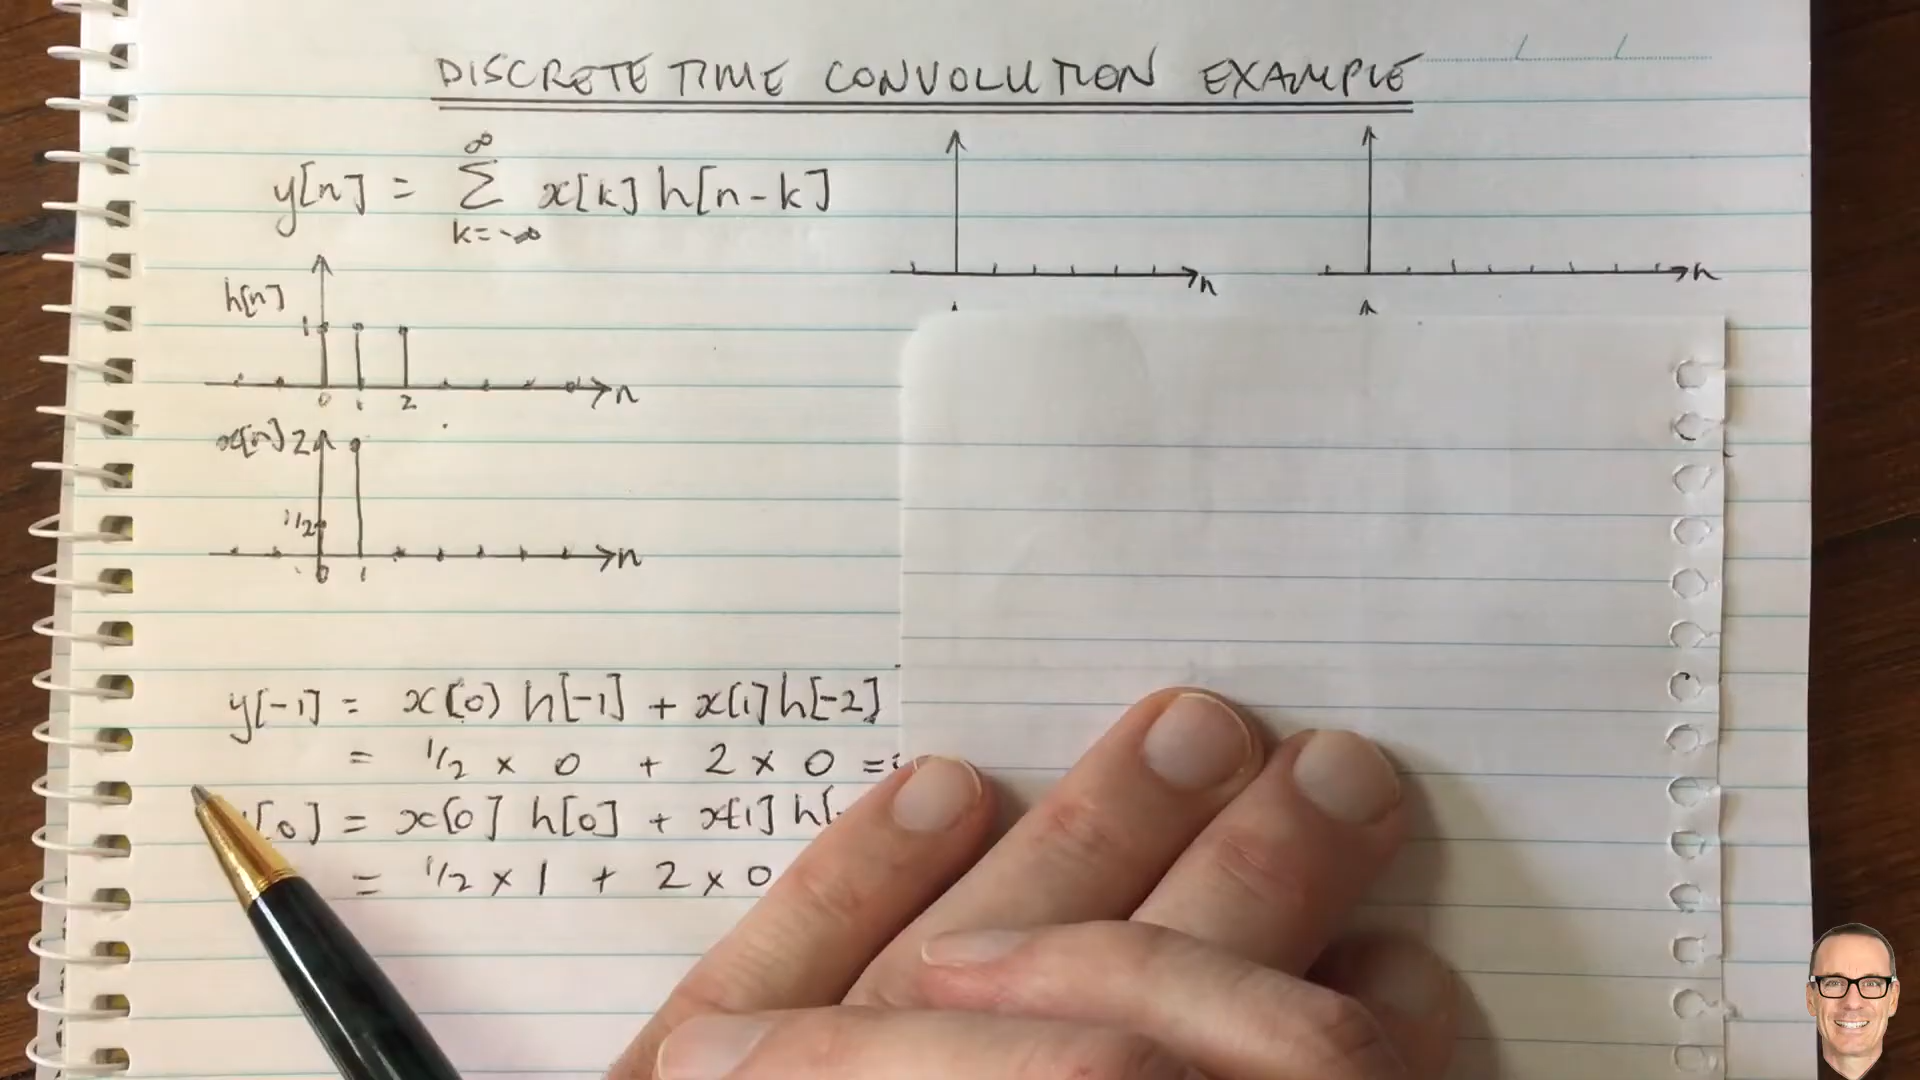 DISCRETE TIME CONVOLUTION EXAMPLE
∞
y[n] = Σ x[k] h[n-k]
k=-∞
n
n
h[n]
1
n
0 1 2
x[n] 2
1/2
n
0 1
y[-1] = x[0] h[-1] + x[1] h[-2]
= 1/2 × 0 + 2 × 0 =
[0] = x[0] h[0] + x[1] h[-
= 1/2 × 1 + 2 × 0